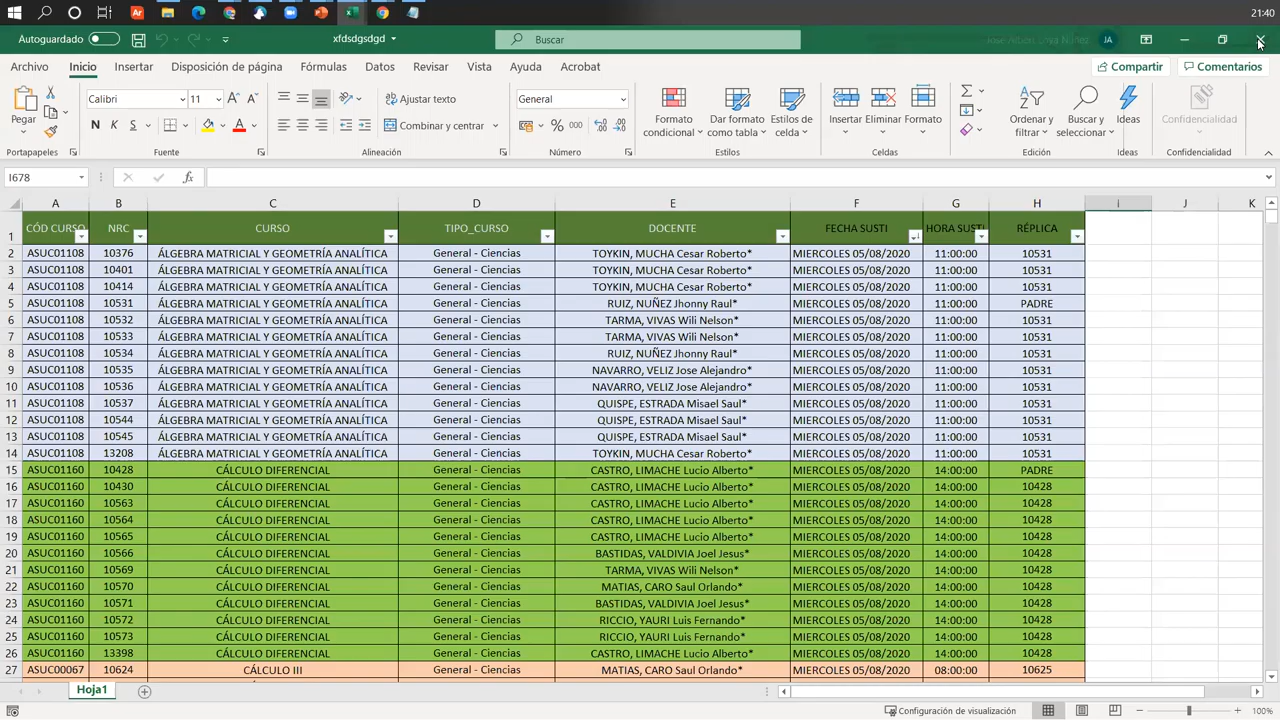 21:40
Autoguardado
xfdsdgsdgd
Buscar
JA
Archivo Inicio Insertar Disposición de página Fórmulas Datos Revisar Vista Ayuda Acrobat Compartir Comentarios
Pegar Calibri 11 Ajustar texto General Formato condicional Dar formato como tabla Estilos de celda Insertar Eliminar Formato Ordenar y filtrar Buscar y seleccionar Ideas Confidencialidad
N K S Combinar y centrar % 000
Portapapeles Fuente Alineación Número Estilos Celdas Edición Ideas Confidencialidad
I678 fx
A B C D E F G H I J K
1 CÓD CURSO NRC CURSO TIPO_CURSO DOCENTE FECHA SUSTI HORA SUSTI RÉPLICA
2 ASUC01108 10376 ÁLGEBRA MATRICIAL Y GEOMETRÍA ANALÍTICA General - Ciencias TOYKIN, MUCHA Cesar Roberto* MIERCOLES 05/08/2020 11:00:00 10531
3 ASUC01108 10401 ÁLGEBRA MATRICIAL Y GEOMETRÍA ANALÍTICA General - Ciencias TOYKIN, MUCHA Cesar Roberto* MIERCOLES 05/08/2020 11:00:00 10531
4 ASUC01108 10414 ÁLGEBRA MATRICIAL Y GEOMETRÍA ANALÍTICA General - Ciencias TOYKIN, MUCHA Cesar Roberto* MIERCOLES 05/08/2020 11:00:00 10531
5 ASUC01108 10531 ÁLGEBRA MATRICIAL Y GEOMETRÍA ANALÍTICA General - Ciencias RUIZ, NUÑEZ Jhonny Raul* MIERCOLES 05/08/2020 11:00:00 PADRE
6 ASUC01108 10532 ÁLGEBRA MATRICIAL Y GEOMETRÍA ANALÍTICA General - Ciencias TARMA, VIVAS Wili Nelson* MIERCOLES 05/08/2020 11:00:00 10531
7 ASUC01108 10533 ÁLGEBRA MATRICIAL Y GEOMETRÍA ANALÍTICA General - Ciencias TARMA, VIVAS Wili Nelson* MIERCOLES 05/08/2020 11:00:00 10531
8 ASUC01108 10534 ÁLGEBRA MATRICIAL Y GEOMETRÍA ANALÍTICA General - Ciencias RUIZ, NUÑEZ Jhonny Raul* MIERCOLES 05/08/2020 11:00:00 10531
9 ASUC01108 10535 ÁLGEBRA MATRICIAL Y GEOMETRÍA ANALÍTICA General - Ciencias NAVARRO, VELIZ Jose Alejandro* MIERCOLES 05/08/2020 11:00:00 10531
10 ASUC01108 10536 ÁLGEBRA MATRICIAL Y GEOMETRÍA ANALÍTICA General - Ciencias NAVARRO, VELIZ Jose Alejandro* MIERCOLES 05/08/2020 11:00:00 10531
11 ASUC01108 10537 ÁLGEBRA MATRICIAL Y GEOMETRÍA ANALÍTICA General - Ciencias QUISPE, ESTRADA Misael Saul* MIERCOLES 05/08/2020 11:00:00 10531
12 ASUC01108 10544 ÁLGEBRA MATRICIAL Y GEOMETRÍA ANALÍTICA General - Ciencias QUISPE, ESTRADA Misael Saul* MIERCOLES 05/08/2020 11:00:00 10531
13 ASUC01108 10545 ÁLGEBRA MATRICIAL Y GEOMETRÍA ANALÍTICA General - Ciencias QUISPE, ESTRADA Misael Saul* MIERCOLES 05/08/2020 11:00:00 10531
14 ASUC01108 13208 ÁLGEBRA MATRICIAL Y GEOMETRÍA ANALÍTICA General - Ciencias TOYKIN, MUCHA Cesar Roberto* MIERCOLES 05/08/2020 11:00:00 10531
15 ASUC01160 10428 CÁLCULO DIFERENCIAL General - Ciencias CASTRO, LIMACHE Lucio Alberto* MIERCOLES 05/08/2020 14:00:00 PADRE
16 ASUC01160 10430 CÁLCULO DIFERENCIAL General - Ciencias CASTRO, LIMACHE Lucio Alberto* MIERCOLES 05/08/2020 14:00:00 10428
17 ASUC01160 10563 CÁLCULO DIFERENCIAL General - Ciencias CASTRO, LIMACHE Lucio Alberto* MIERCOLES 05/08/2020 14:00:00 10428
18 ASUC01160 10564 CÁLCULO DIFERENCIAL General - Ciencias CASTRO, LIMACHE Lucio Alberto* MIERCOLES 05/08/2020 14:00:00 10428
19 ASUC01160 10565 CÁLCULO DIFERENCIAL General - Ciencias CASTRO, LIMACHE Lucio Alberto* MIERCOLES 05/08/2020 14:00:00 10428
20 ASUC01160 10566 CÁLCULO DIFERENCIAL General - Ciencias BASTIDAS, VALDIVIA Joel Jesus* MIERCOLES 05/08/2020 14:00:00 10428
21 ASUC01160 10569 CÁLCULO DIFERENCIAL General - Ciencias TARMA, VIVAS Wili Nelson* MIERCOLES 05/08/2020 14:00:00 10428
22 ASUC01160 10570 CÁLCULO DIFERENCIAL General - Ciencias MATIAS, CARO Saul Orlando* MIERCOLES 05/08/2020 14:00:00 10428
23 ASUC01160 10571 CÁLCULO DIFERENCIAL General - Ciencias BASTIDAS, VALDIVIA Joel Jesus* MIERCOLES 05/08/2020 14:00:00 10428
24 ASUC01160 10572 CÁLCULO DIFERENCIAL General - Ciencias RICCIO, YAURI Luis Fernando* MIERCOLES 05/08/2020 14:00:00 10428
25 ASUC01160 10573 CÁLCULO DIFERENCIAL General - Ciencias RICCIO, YAURI Luis Fernando* MIERCOLES 05/08/2020 14:00:00 10428
26 ASUC01160 13398 CÁLCULO DIFERENCIAL General - Ciencias CASTRO, LIMACHE Lucio Alberto* MIERCOLES 05/08/2020 14:00:00 10428
27 ASUC00067 10624 CÁLCULO III General - Ciencias MATIAS, CARO Saul Orlando* MIERCOLES 05/08/2020 08:00:00 10625
Hoja1
Configuración de visualización 100%